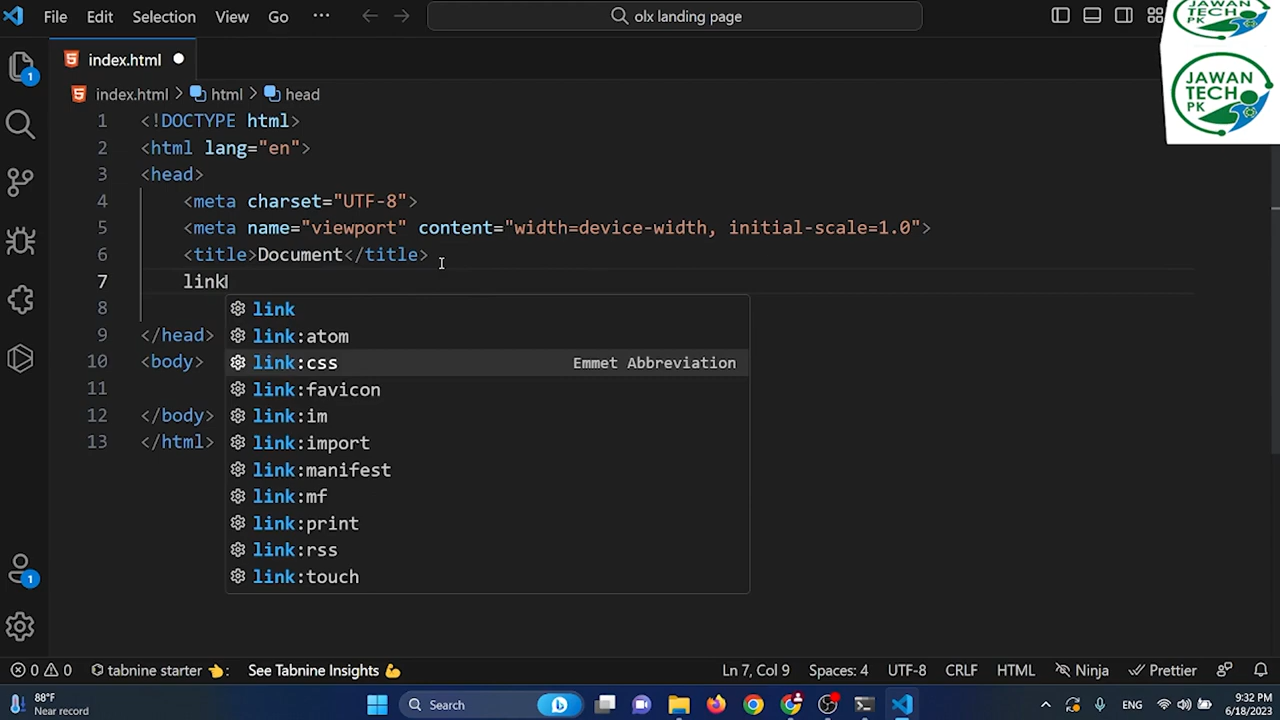 File Edit Selection View Go ··· olx landing page
JAWAN
TECH
PK
JAWAN
TECH
PK
index.html
1
index.html > html > head
1 <!DOCTYPE html>
2 <html lang="en">
3 <head>
4 <meta charset="UTF-8">
5 <meta name="viewport" content="width=device-width, initial-scale=1.0">
6 <title>Document</title>
7 link
8
link
link:atom
link:css Emmet Abbreviation
link:favicon
link:im
link:import
link:manifest
link:mf
link:print
link:rss
link:touch
9 </head>
10 <body>
11
12 </body>
13 </html>
1
0 0 tabnine starter 👈: See Tabnine Insights 💪 Ln 7, Col 9 Spaces: 4 UTF-8 CRLF HTML Ninja Prettier
88°F
Near record
Search
ENG
9:32 PM
6/18/2023